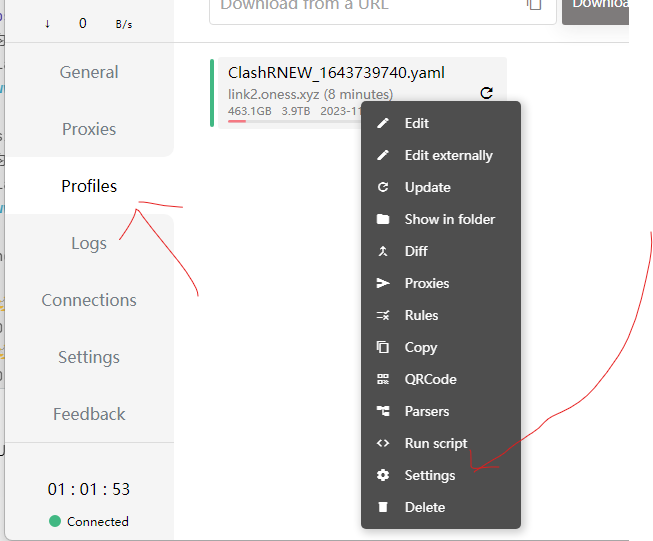 Download from a URL
Downloa
↓ 0 B/s
General
ClashRNEW_1643739740.yaml
link2.oness.xyz (8 minutes)
463.1GB 3.9TB 2023-11
Proxies
Profiles
Logs
Connections
Settings
Feedback
01 : 01 : 53
Connected
Edit
Edit externally
Update
Show in folder
Diff
Proxies
Rules
Copy
QRCode
Parsers
Run script
Settings
Delete